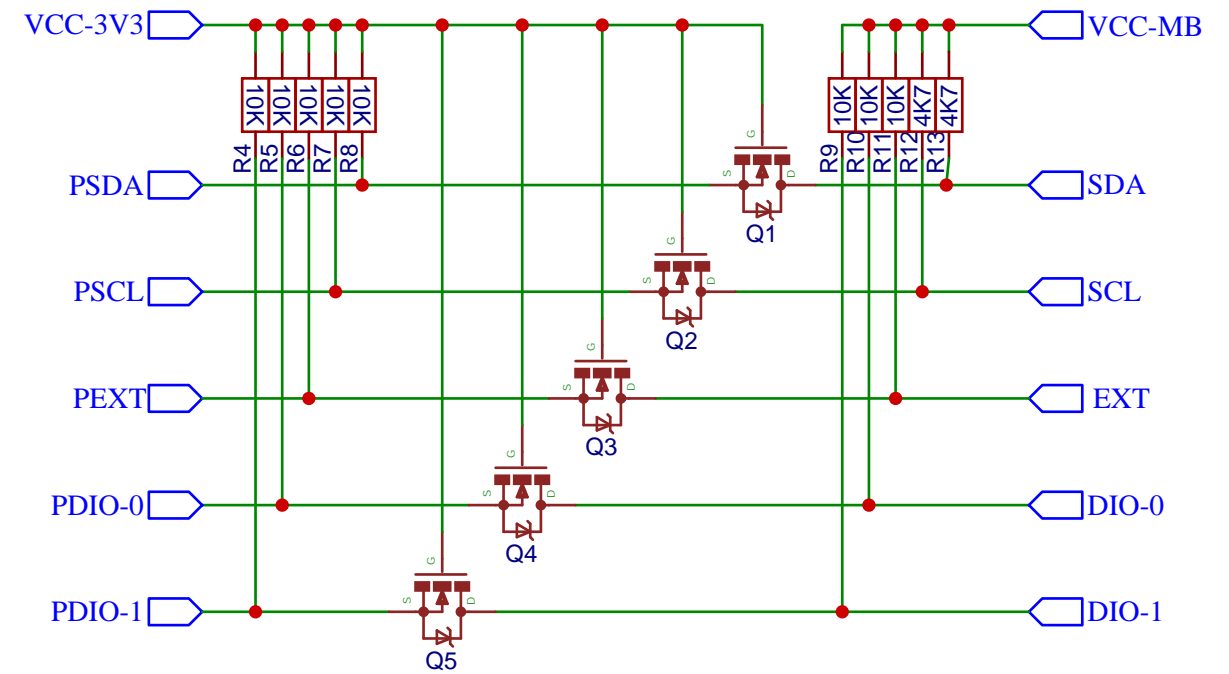 VCC-3V3
VCC-MB
10K
10K
10K
10K
10K
10K
10K
10K
4K7
4K7
R4
R5
R6
R7
R8
R9
R10
R11
R12
R13
G
S
D
Q1
PSDA
SDA
G
S
D
Q2
PSCL
SCL
G
S
D
Q3
PEXT
EXT
G
S
D
Q4
PDIO-0
DIO-0
G
S
D
Q5
PDIO-1
DIO-1